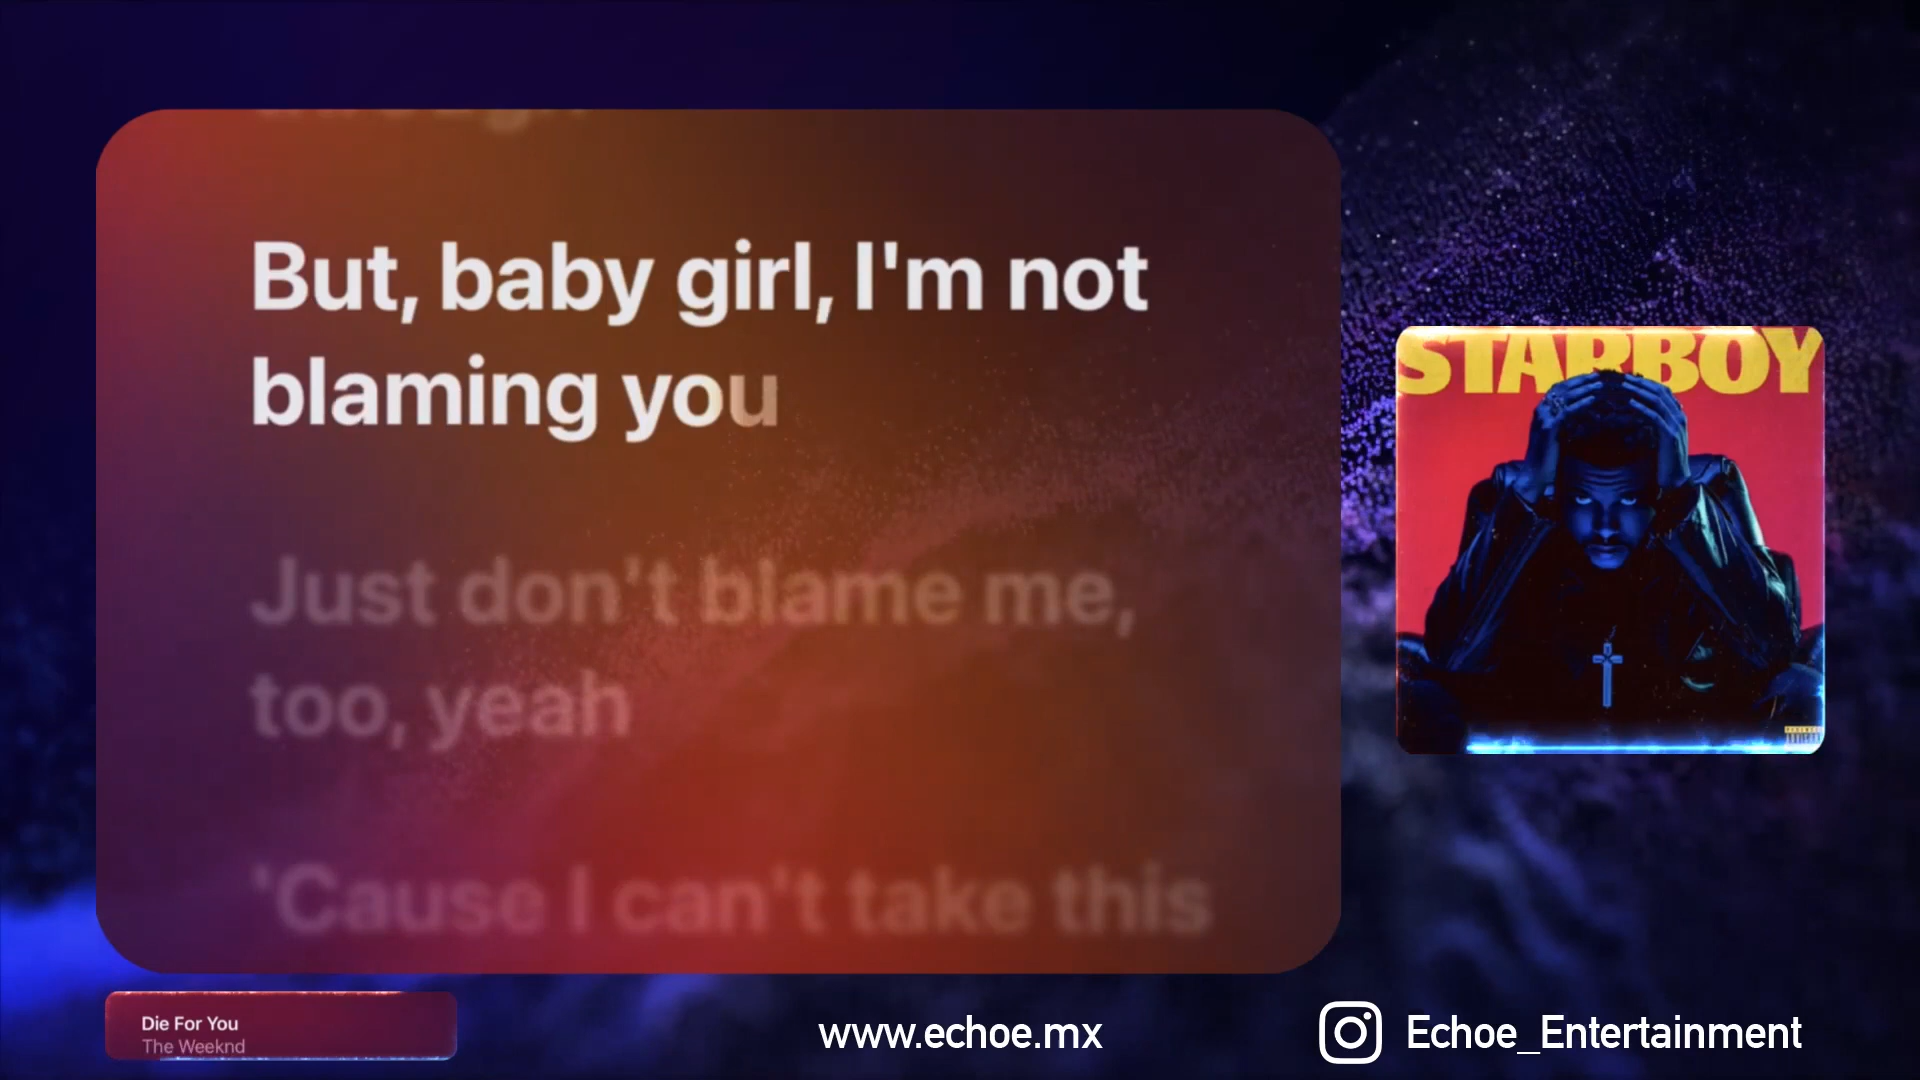 But, baby girl, I'm not
blaming you
Just don't blame me,
too, yeah
'Cause I can't take this
STARBOY
Die For You
The Weeknd
www.echoe.mx
Echoe_Entertainment